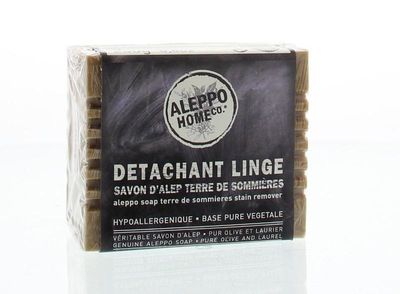 ALEPPO
HOME CO.
DETACHANT LINGE
SAVON D'ALEP TERRE DE SOMMIÈRES
aleppo soap terre de sommieres stain remover
HYPOALLERGENIQUE • BASE PURE VEGETALE •
VÉRITABLE SAVON D'ALEP • PUR OLIVE ET LAURIER
GENUINE ALEPPO SOAP • PURE OLIVE AND LAUREL